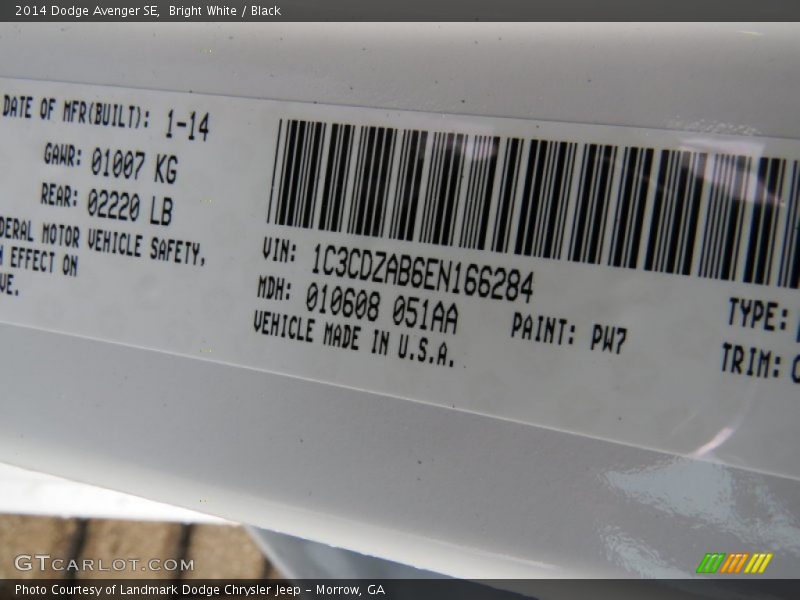 2014 Dodge Avenger SE,  Bright White / Black
DATE OF MFR(BUILT): 1-14
GAWR: 01007 KG
REAR: 02220 LB
MOTOR VEHICLE SAFETY,
EFFECT ON
VIN: 1C3CDZAB6EN166284
MDH: 010608 051AA
PAINT: PW7
VEHICLE MADE IN U.S.A.
TYPE:
TRIM:
GTCARLOT.COM
Photo Courtesy of Landmark Dodge Chrysler Jeep – Morrow, GA